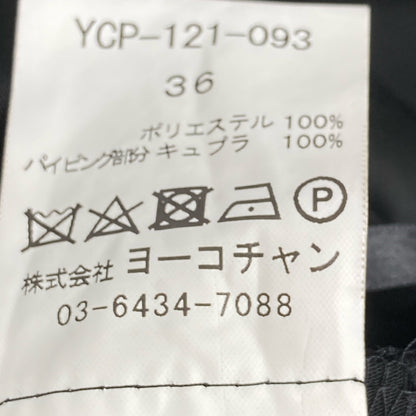 YCP-121-093
36
ポリエステル 100%
パイピング部分 キュプラ 100%
P
株式会社 ヨーコチャン
03-6434-7088